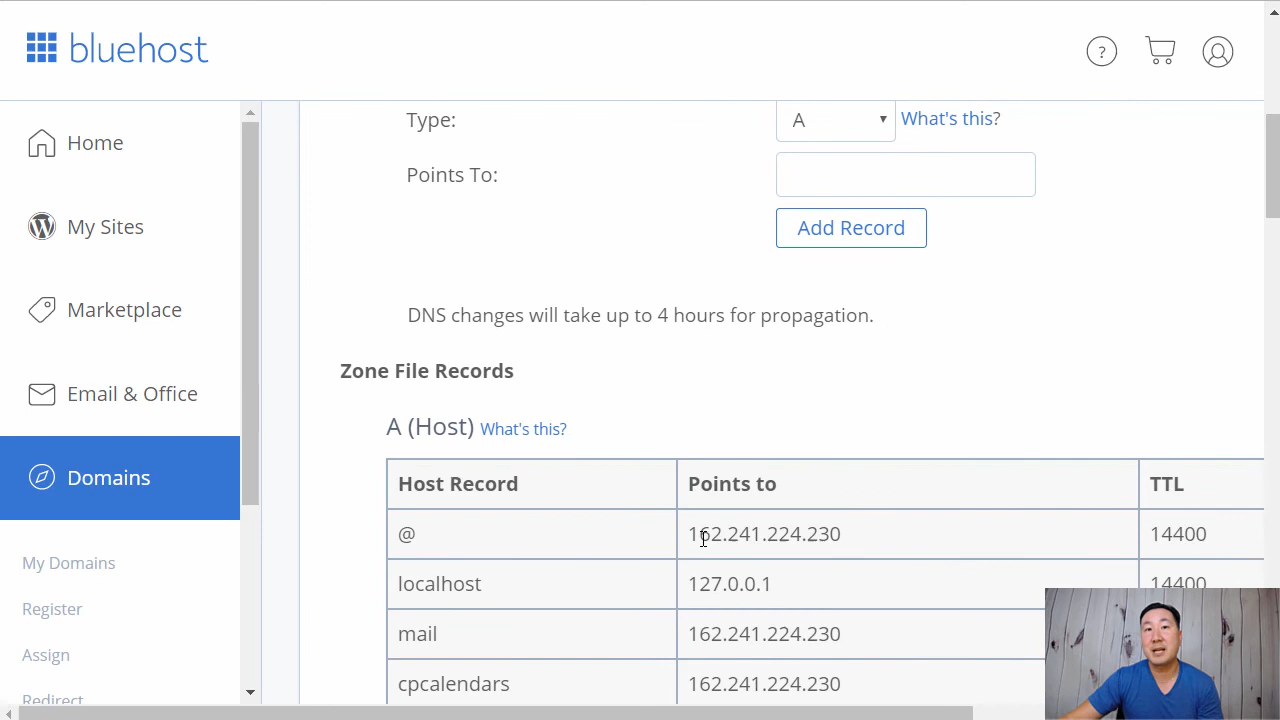 bluehost
?
Home
My Sites
Marketplace
Email & Office
Domains
My Domains
Register
Assign
Redirect
Type:
A
What's this?
Points To:
Add Record
DNS changes will take up to 4 hours for propagation.
Zone File Records
A (Host) What's this?
Host Record Points to TTL
@ 162.241.224.230 14400
localhost 127.0.0.1 14400
mail 162.241.224.230
cpcalendars 162.241.224.230